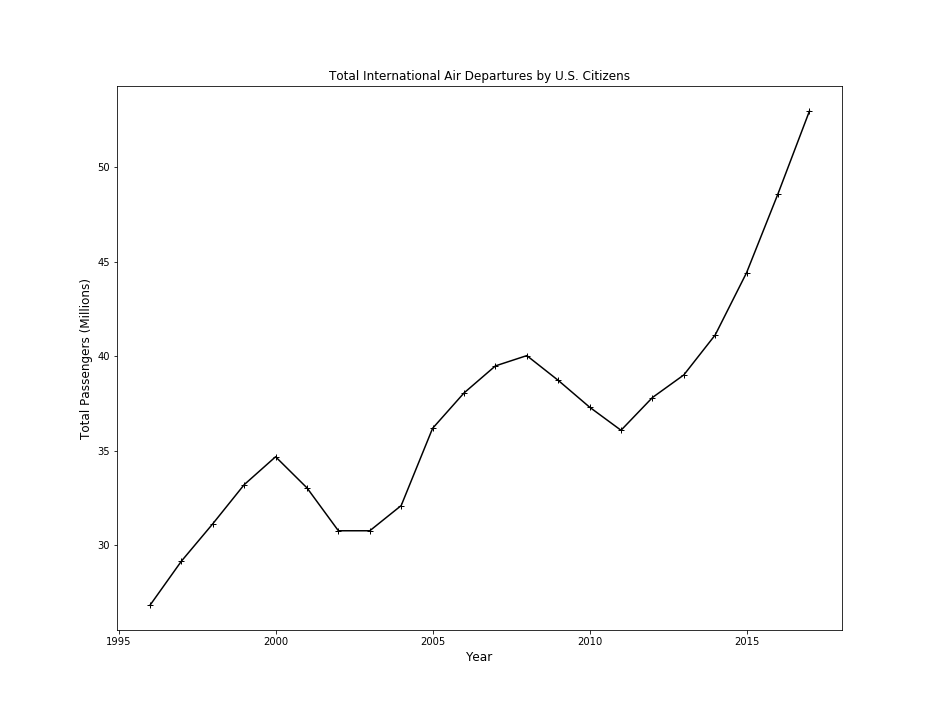 Total International Air Departures by U.S. Citizens
Total Passengers (Millions)
50
45
40
35
30
1995 2000 2005 2010 2015
Year